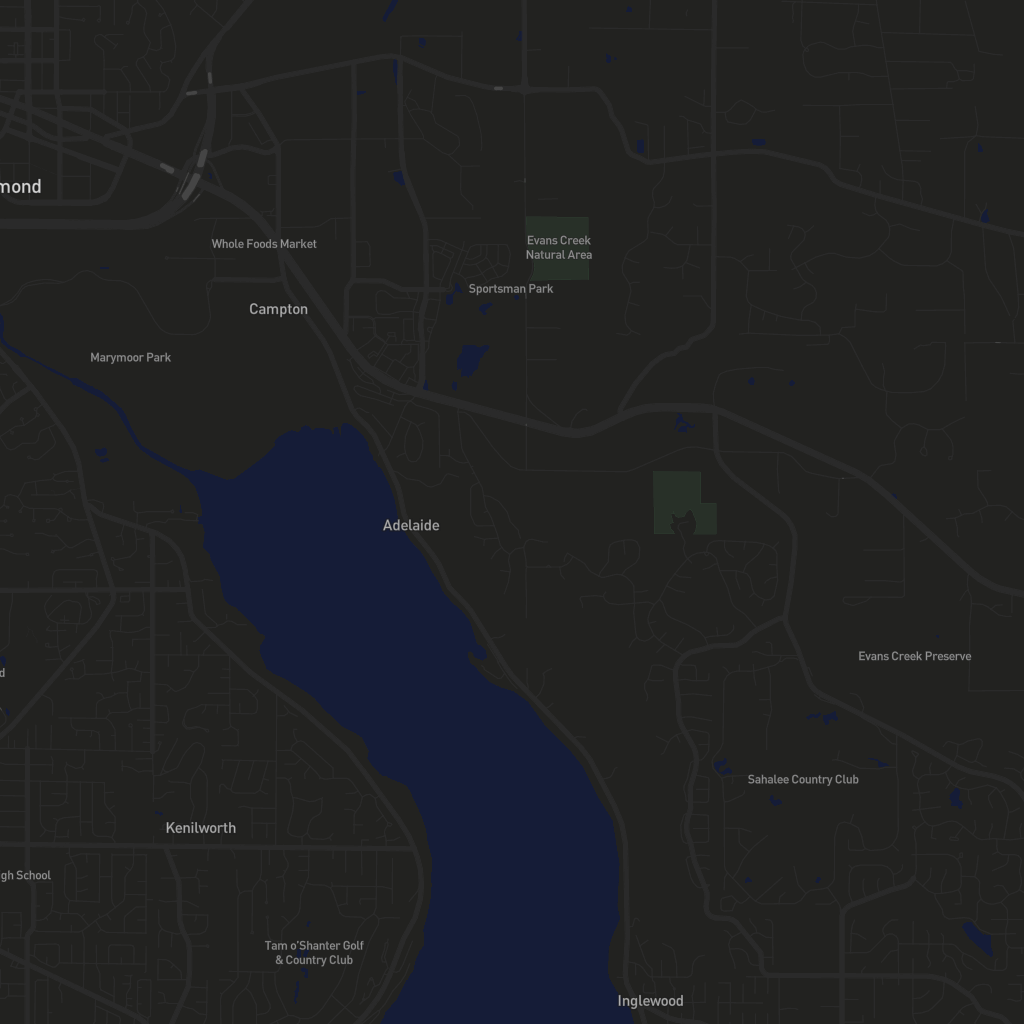 mond
Whole Foods Market
Evans Creek
Natural Area
Sportsman Park
Campton
Marymoor Park
Adelaide
Evans Creek Preserve
d
Sahalee Country Club
Kenilworth
gh School
Tam o'Shanter Golf
& Country Club
Inglewood